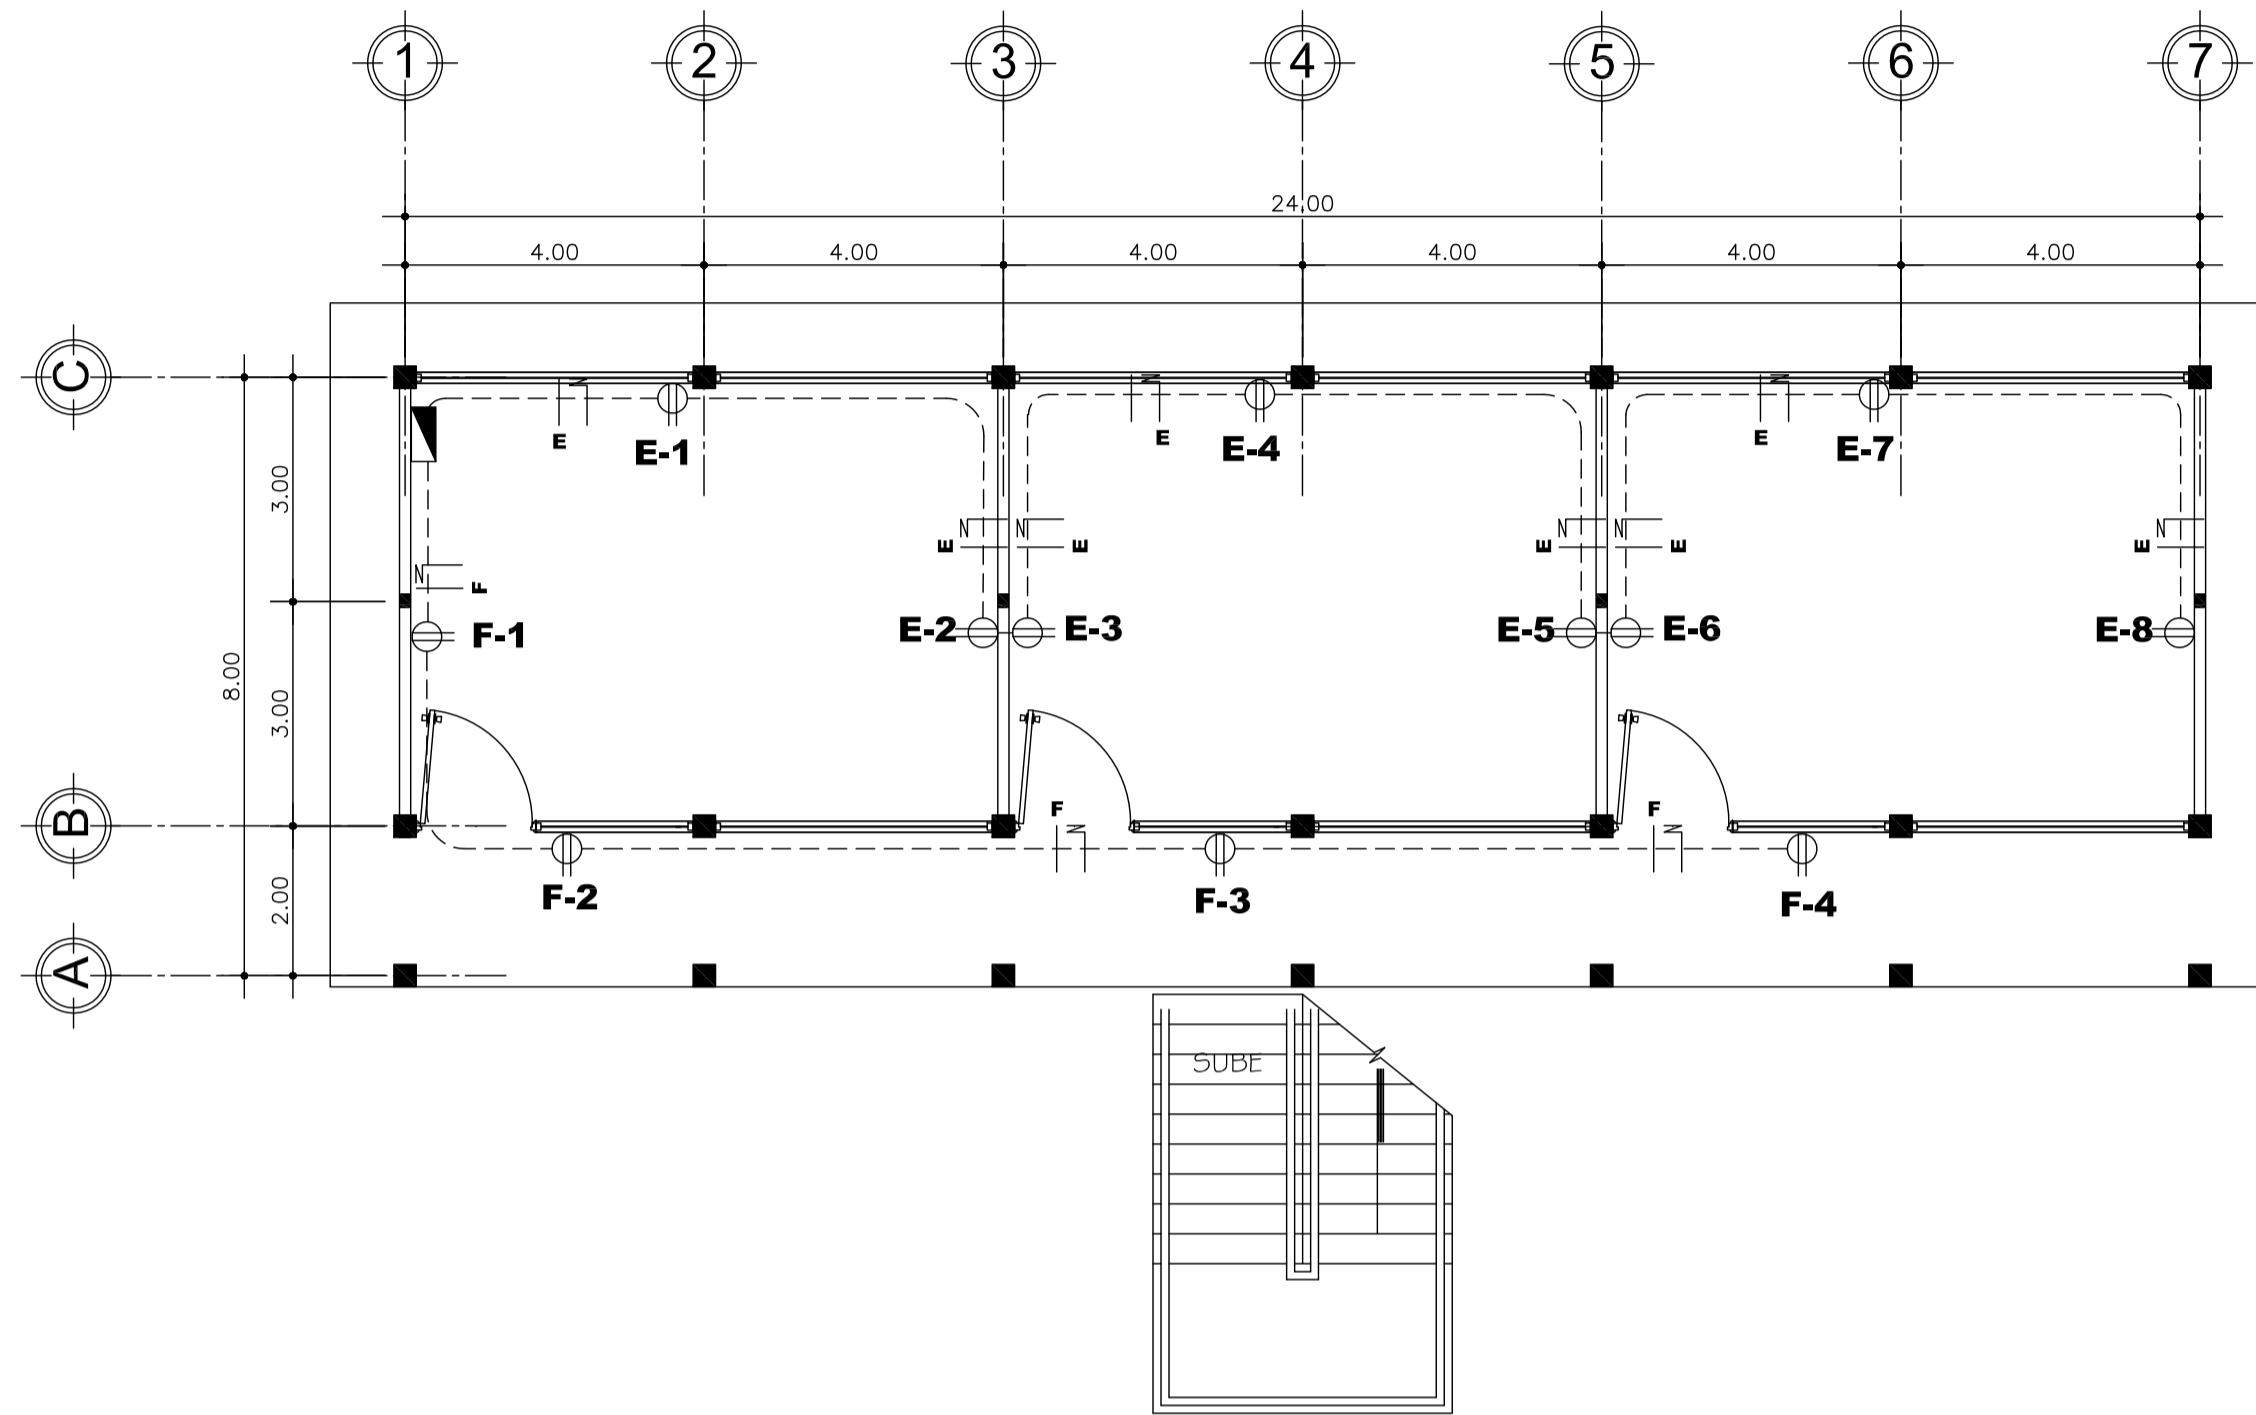 1 2 3 4 5 6 7
24.00
4.00 4.00 4.00 4.00 4.00 4.00
C
E E E
E-1 E-4 E-7
3.00
N E N E N E N E N E
N F
F-1 E-2 E-3 E-5 E-6 E-8
8.00
3.00
B
F F
N N
F-2 F-3 F-4
2.00
A
SUBE